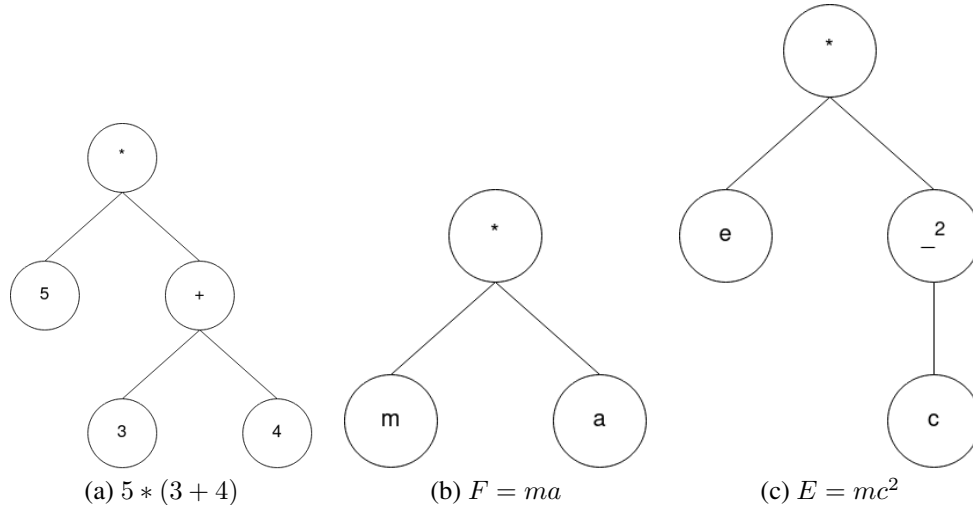 *
5
+
3
4
(a) 5 ∗ (3 + 4)
*
m
a
(b) F = ma
*
e
_²
c
(c) E = mc²